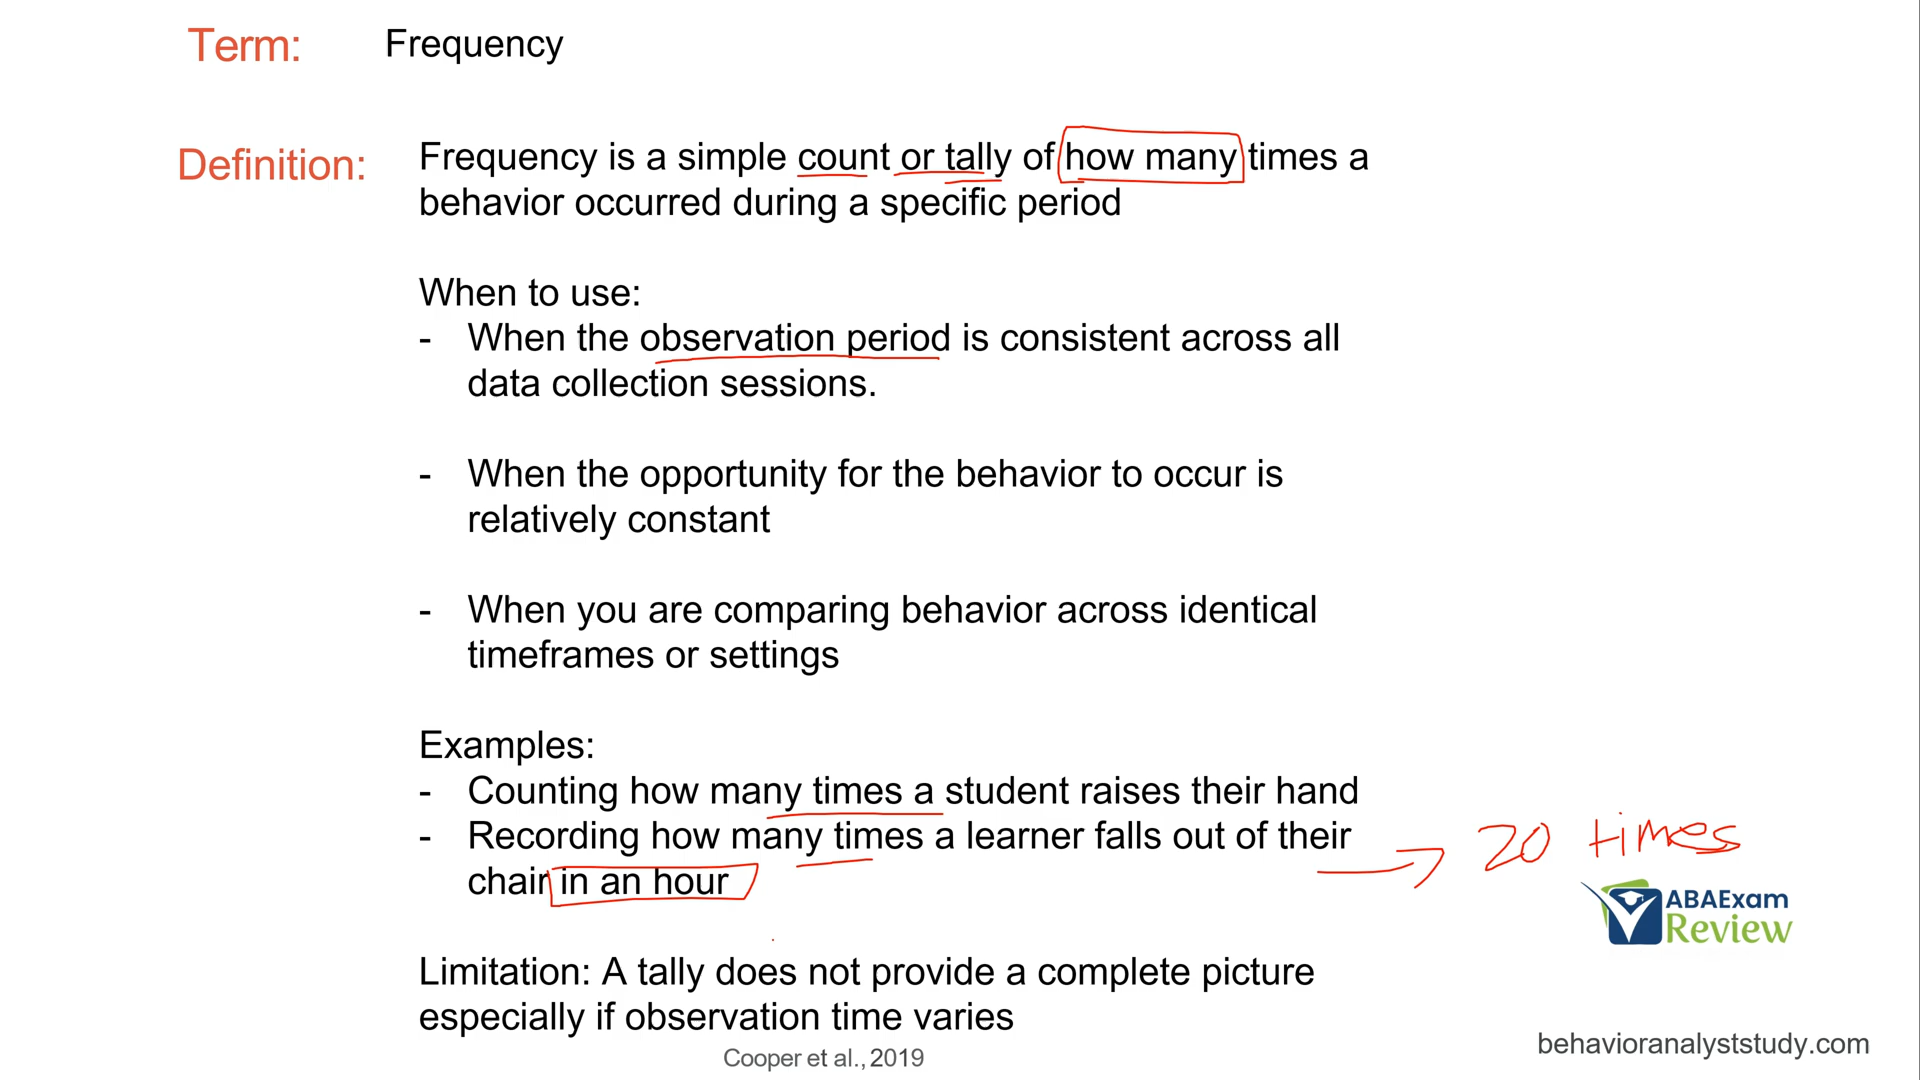 Term: Frequency
Definition: Frequency is a simple count or tally of how many times a
behavior occurred during a specific period
When to use:
- When the observation period is consistent across all
data collection sessions.
- When the opportunity for the behavior to occur is
relatively constant
- When you are comparing behavior across identical
timeframes or settings
Examples:
- Counting how many times a student raises their hand
- Recording how many times a learner falls out of their
chair in an hour
20 times
ABAExam
Review
Limitation: A tally does not provide a complete picture
especially if observation time varies
Cooper et al., 2019
behavioranalyststudy.com